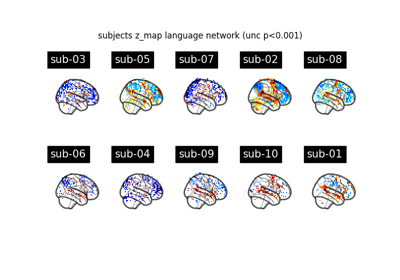 subjects z_map language network (unc p<0.001)
sub-03 sub-05 sub-07 sub-02 sub-08
sub-06 sub-04 sub-09 sub-10 sub-01